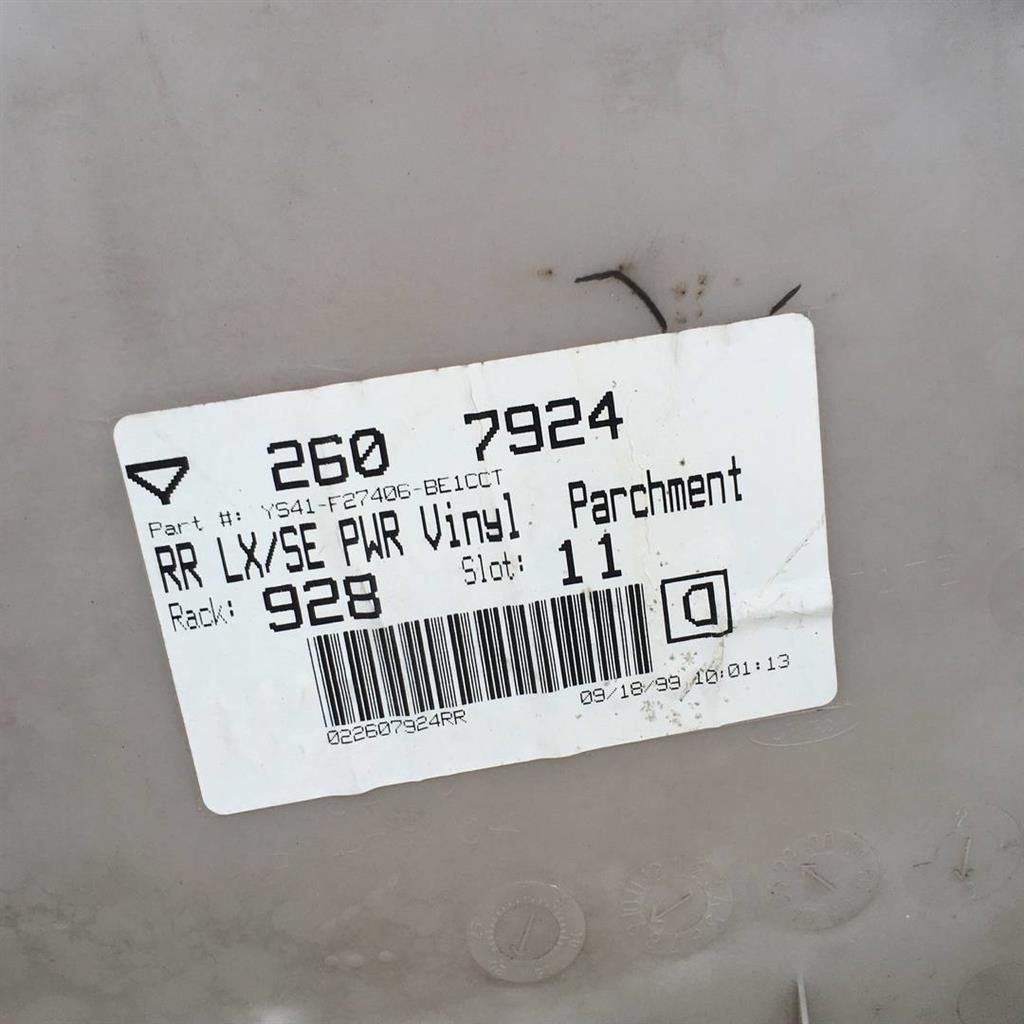 260 7924
Part #: YS41-F27406-BE1CCT
RR LX/SE PWR Vinyl Parchment
Rack: 928 Slot: 11
D
022607924RR 09/18/99 10:01:13